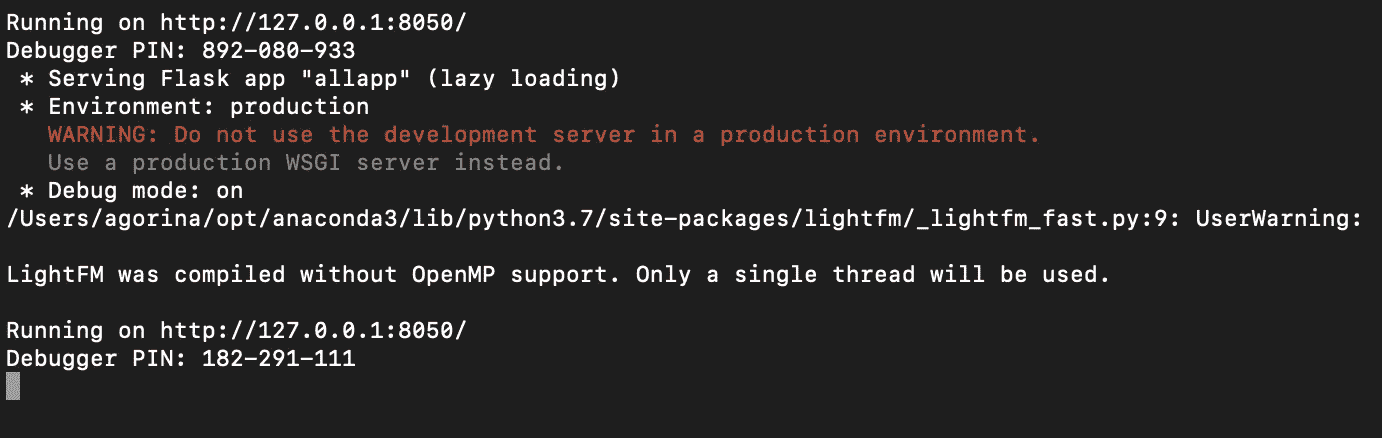 Running on http://127.0.0.1:8050/
Debugger PIN: 892-080-933
 * Serving Flask app "allapp" (lazy loading)
 * Environment: production
   WARNING: Do not use the development server in a production environment.
   Use a production WSGI server instead.
 * Debug mode: on
/Users/agorina/opt/anaconda3/lib/python3.7/site-packages/lightfm/_lightfm_fast.py:9: UserWarning:
LightFM was compiled without OpenMP support. Only a single thread will be used.
Running on http://127.0.0.1:8050/
Debugger PIN: 182-291-111